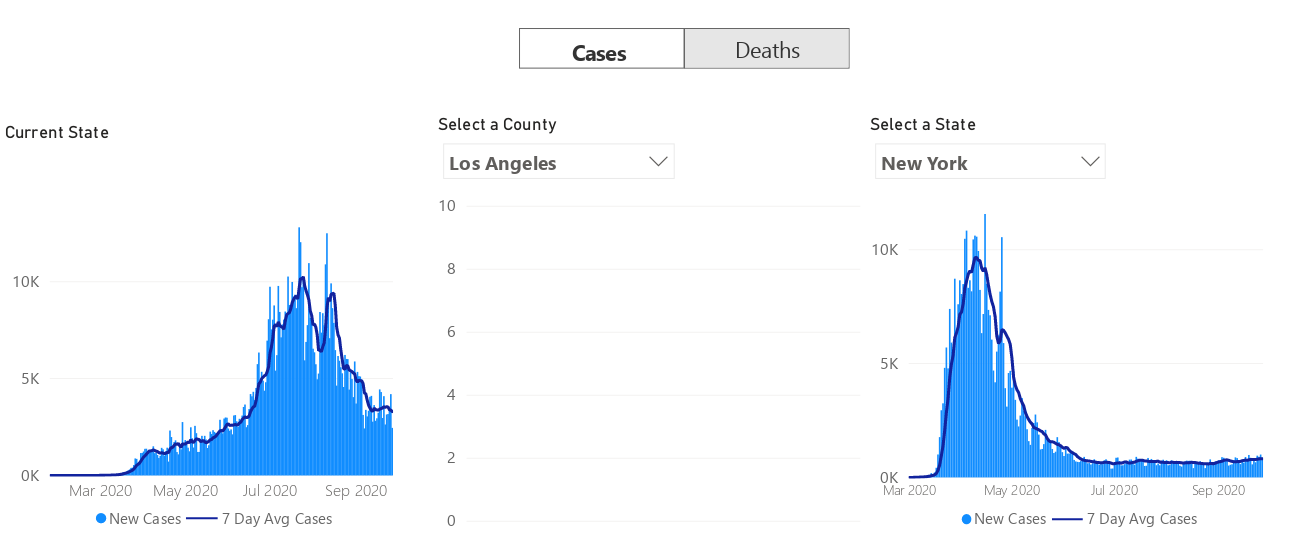 Cases
Deaths
Current State
10K
5K
0K
Mar 2020 May 2020 Jul 2020 Sep 2020
New Cases 7 Day Avg Cases
Select a County
Los Angeles
10
8
6
4
2
0
Select a State
New York
10K
5K
0K
Mar 2020 May 2020 Jul 2020 Sep 2020
New Cases 7 Day Avg Cases